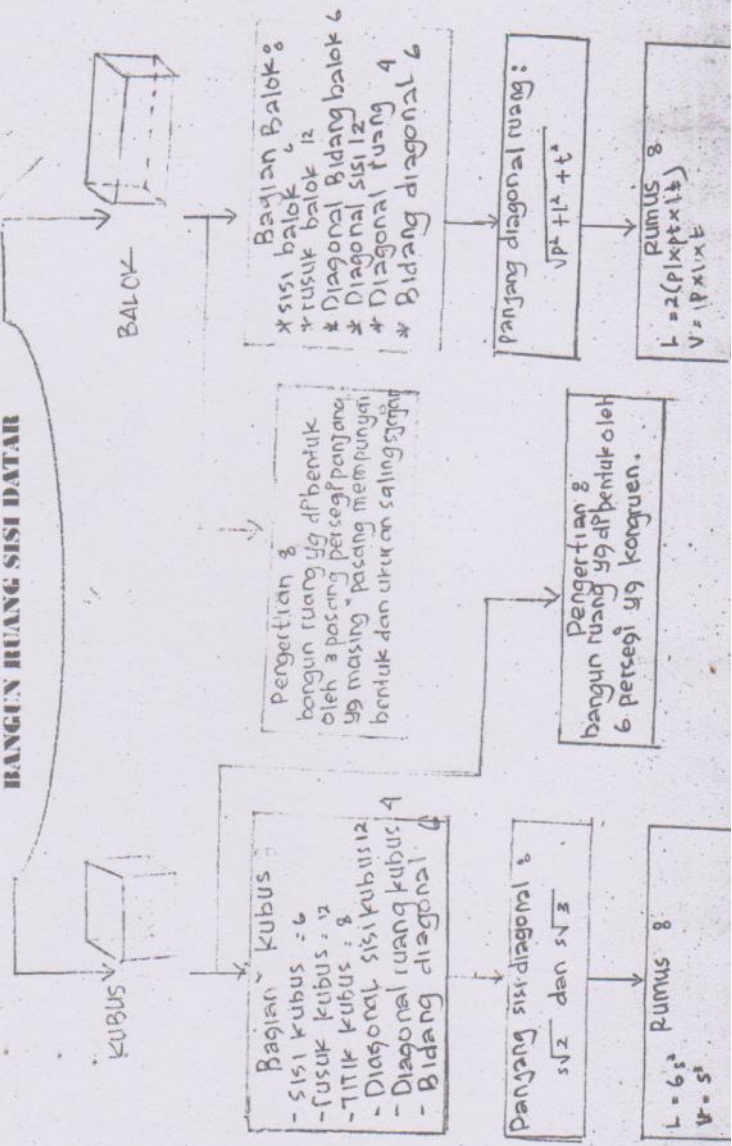 BANGUN RUANG SISI DATAR
KUBUS
Bagian" kubus :
- sisi kubus : 6
- rusuk kubus : 12
- Titik kubus : 8
- Diagonal sisi kubus 12
- Diagonal ruang kubus 4
- Bidang diagonal 6
Panjang sisi diagonal :
s√2 dan s√3
Rumus :
L = 6s²
V = s³
Pengertian :
bangun ruang yg dibentuk
oleh 3 pasang persegi panjang
yg masing" pasang mempunyai
bentuk dan ukuran saling
Pengertian :
bangun ruang yg dibentuk oleh
6 persegi yg kongruen.
BALOK
Bagian Balok :
* sisi balok 6
* rusuk balok 12
* Diagonal Bidang balok 6
* Diagonal sisi 12
* Diagonal ruang 4
* Bidang diagonal 6
panjang diagonal ruang :
√p² + l² + t²
Rumus :
L = 2(pl x pt x lt)
V = p x l x t